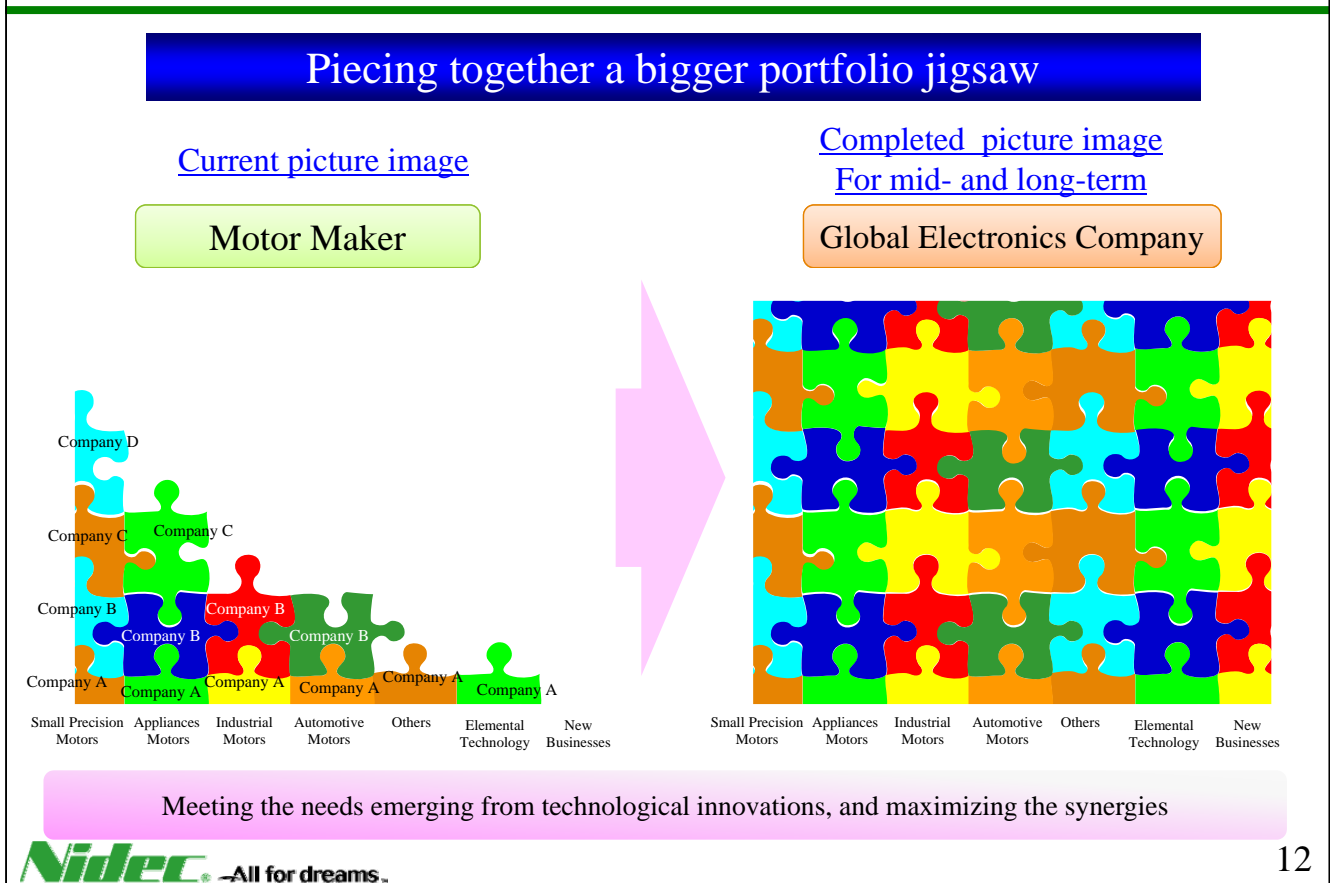 Piecing together a bigger portfolio jigsaw
Current picture image
Completed picture image
For mid- and long-term
Motor Maker
Global Electronics Company
Company D
Company C
Company C
Company B
Company B
Company B
Company B
Company A
Company A
Company A
Company A
Company A
Company A
Small Precision
Motors
Appliances
Motors
Industrial
Motors
Automotive
Motors
Others
Elemental
Technology
New
Businesses
Small Precision
Motors
Appliances
Motors
Industrial
Motors
Automotive
Motors
Others
Elemental
Technology
New
Businesses
Meeting the needs emerging from technological innovations, and maximizing the synergies
Nidec® -All for dreams™
12